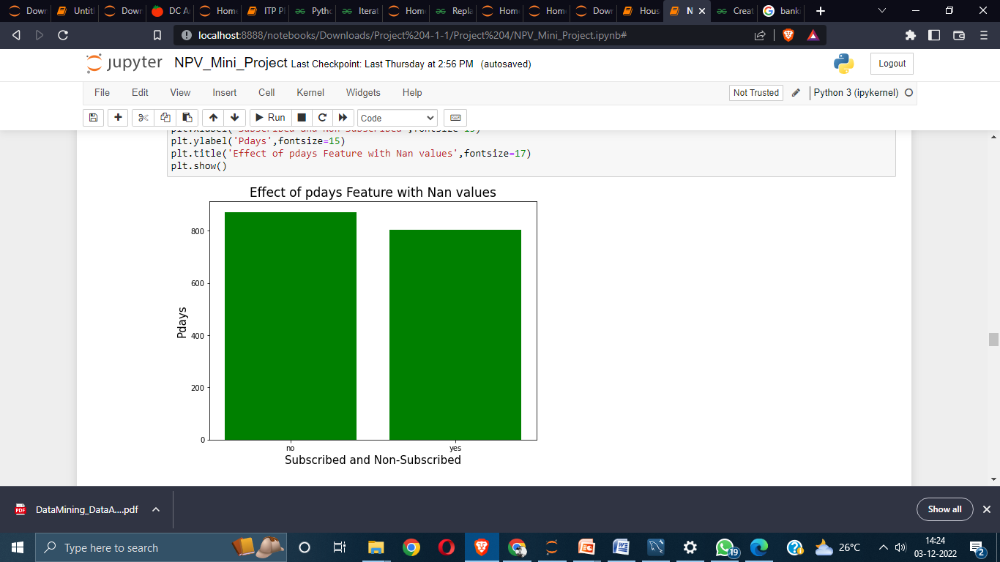 Down
Untit
Down
DC A
Home
ITP P
Pytho
Iterat
Home
Repla
Home
Home
Down
Hous
N
Creat
bank
localhost:8888/notebooks/Downloads/Project%204-1-1/Project%204/NPV_Mini_Project.ipynb#
jupyter NPV_Mini_Project Last Checkpoint: Last Thursday at 2:56 PM (autosaved)
Logout
File Edit View Insert Cell Kernel Widgets Help
Not Trusted
Python 3 (ipykernel)
Run
Code
plt.xlabel('Subscribed and Non-Subscribed',fontsize=15)
plt.ylabel('Pdays',fontsize=15)
plt.title('Effect of pdays Feature with Nan values',fontsize=17)
plt.show()
Effect of pdays Feature with Nan values
800
600
400
200
0
Pdays
no yes
Subscribed and Non-Subscribed
PDF
DataMining_DataA....pdf
Show all
Type here to search
19
26°C
14:24
03-12-2022
2